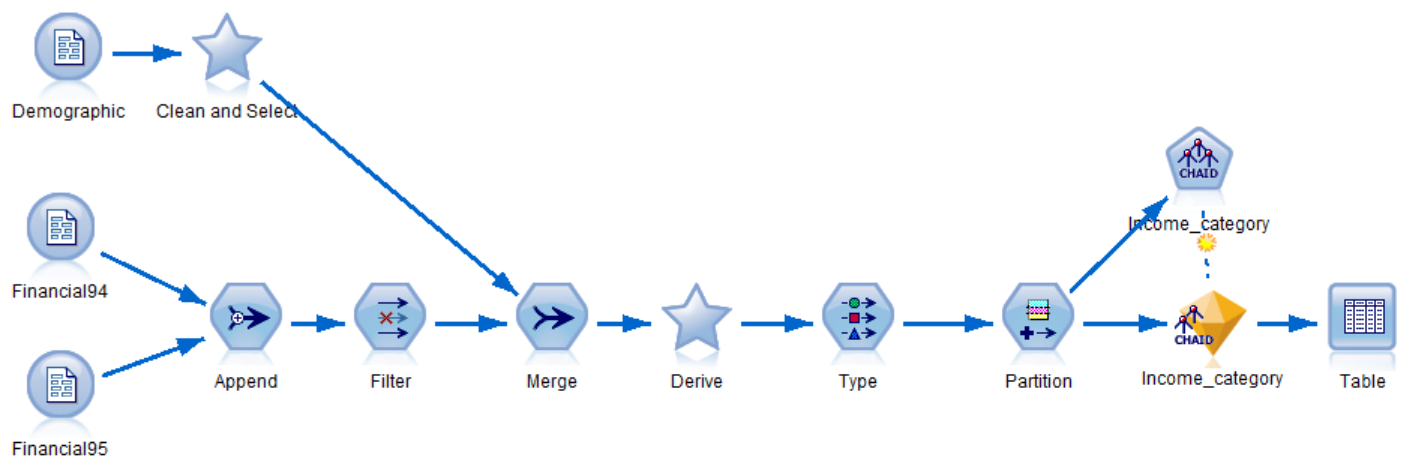 Demographic
Clean and Select
CHAID
Income_category
Financial94
Append
Filter
Merge
Derive
Type
Partition
CHAID
Income_category
Table
Financial95